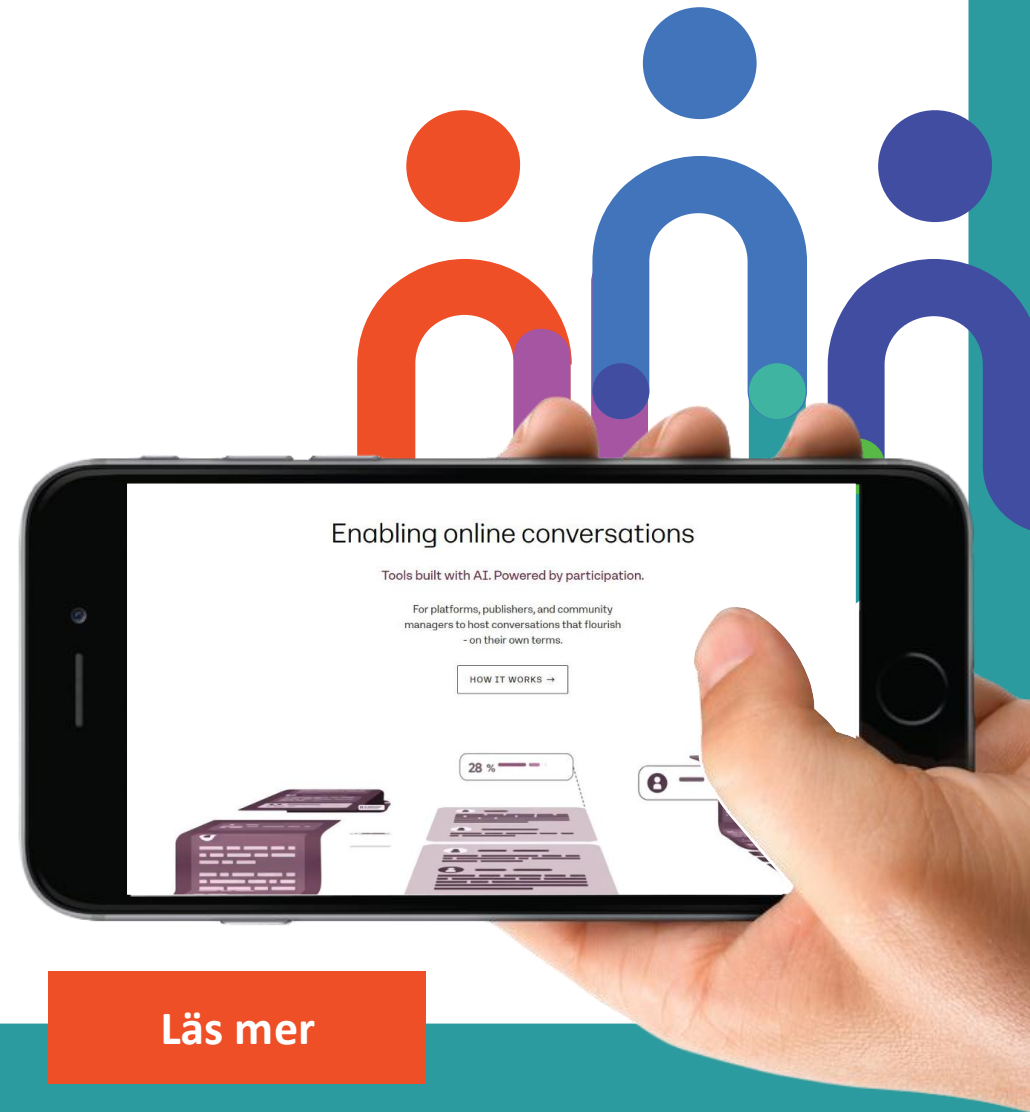 Enabling online conversations
Tools built with AI. Powered by participation.
For platforms, publishers, and community
managers to host conversations that flourish
- on their own terms.
HOW IT WORKS →
28 %
Läs mer